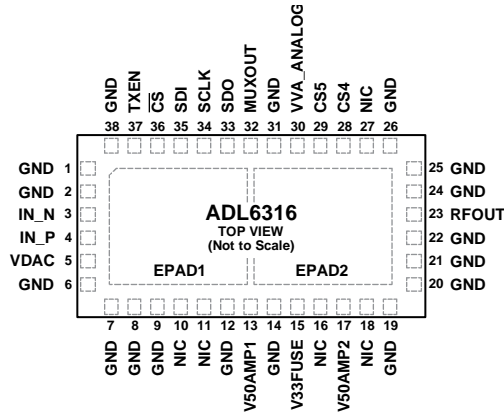 GND
TXEN
CS
SDI
SCLK
SDO
MUXOUT
GND
VVA_ANALOG
CS5
CS4
NIC
GND
38 37 36 35 34 33 32 31 30 29 28 27 26
GND 1
GND 2
IN_N 3
IN_P 4
VDAC 5
GND 6
ADL6316
TOP VIEW
(Not to Scale)
EPAD1
EPAD2
25 GND
24 GND
23 RFOUT
22 GND
21 GND
20 GND
7 8 9 10 11 12 13 14 15 16 17 18 19
GND
GND
GND
NIC
NIC
GND
V50AMP1
GND
V33FUSE
NIC
V50AMP2
NIC
GND